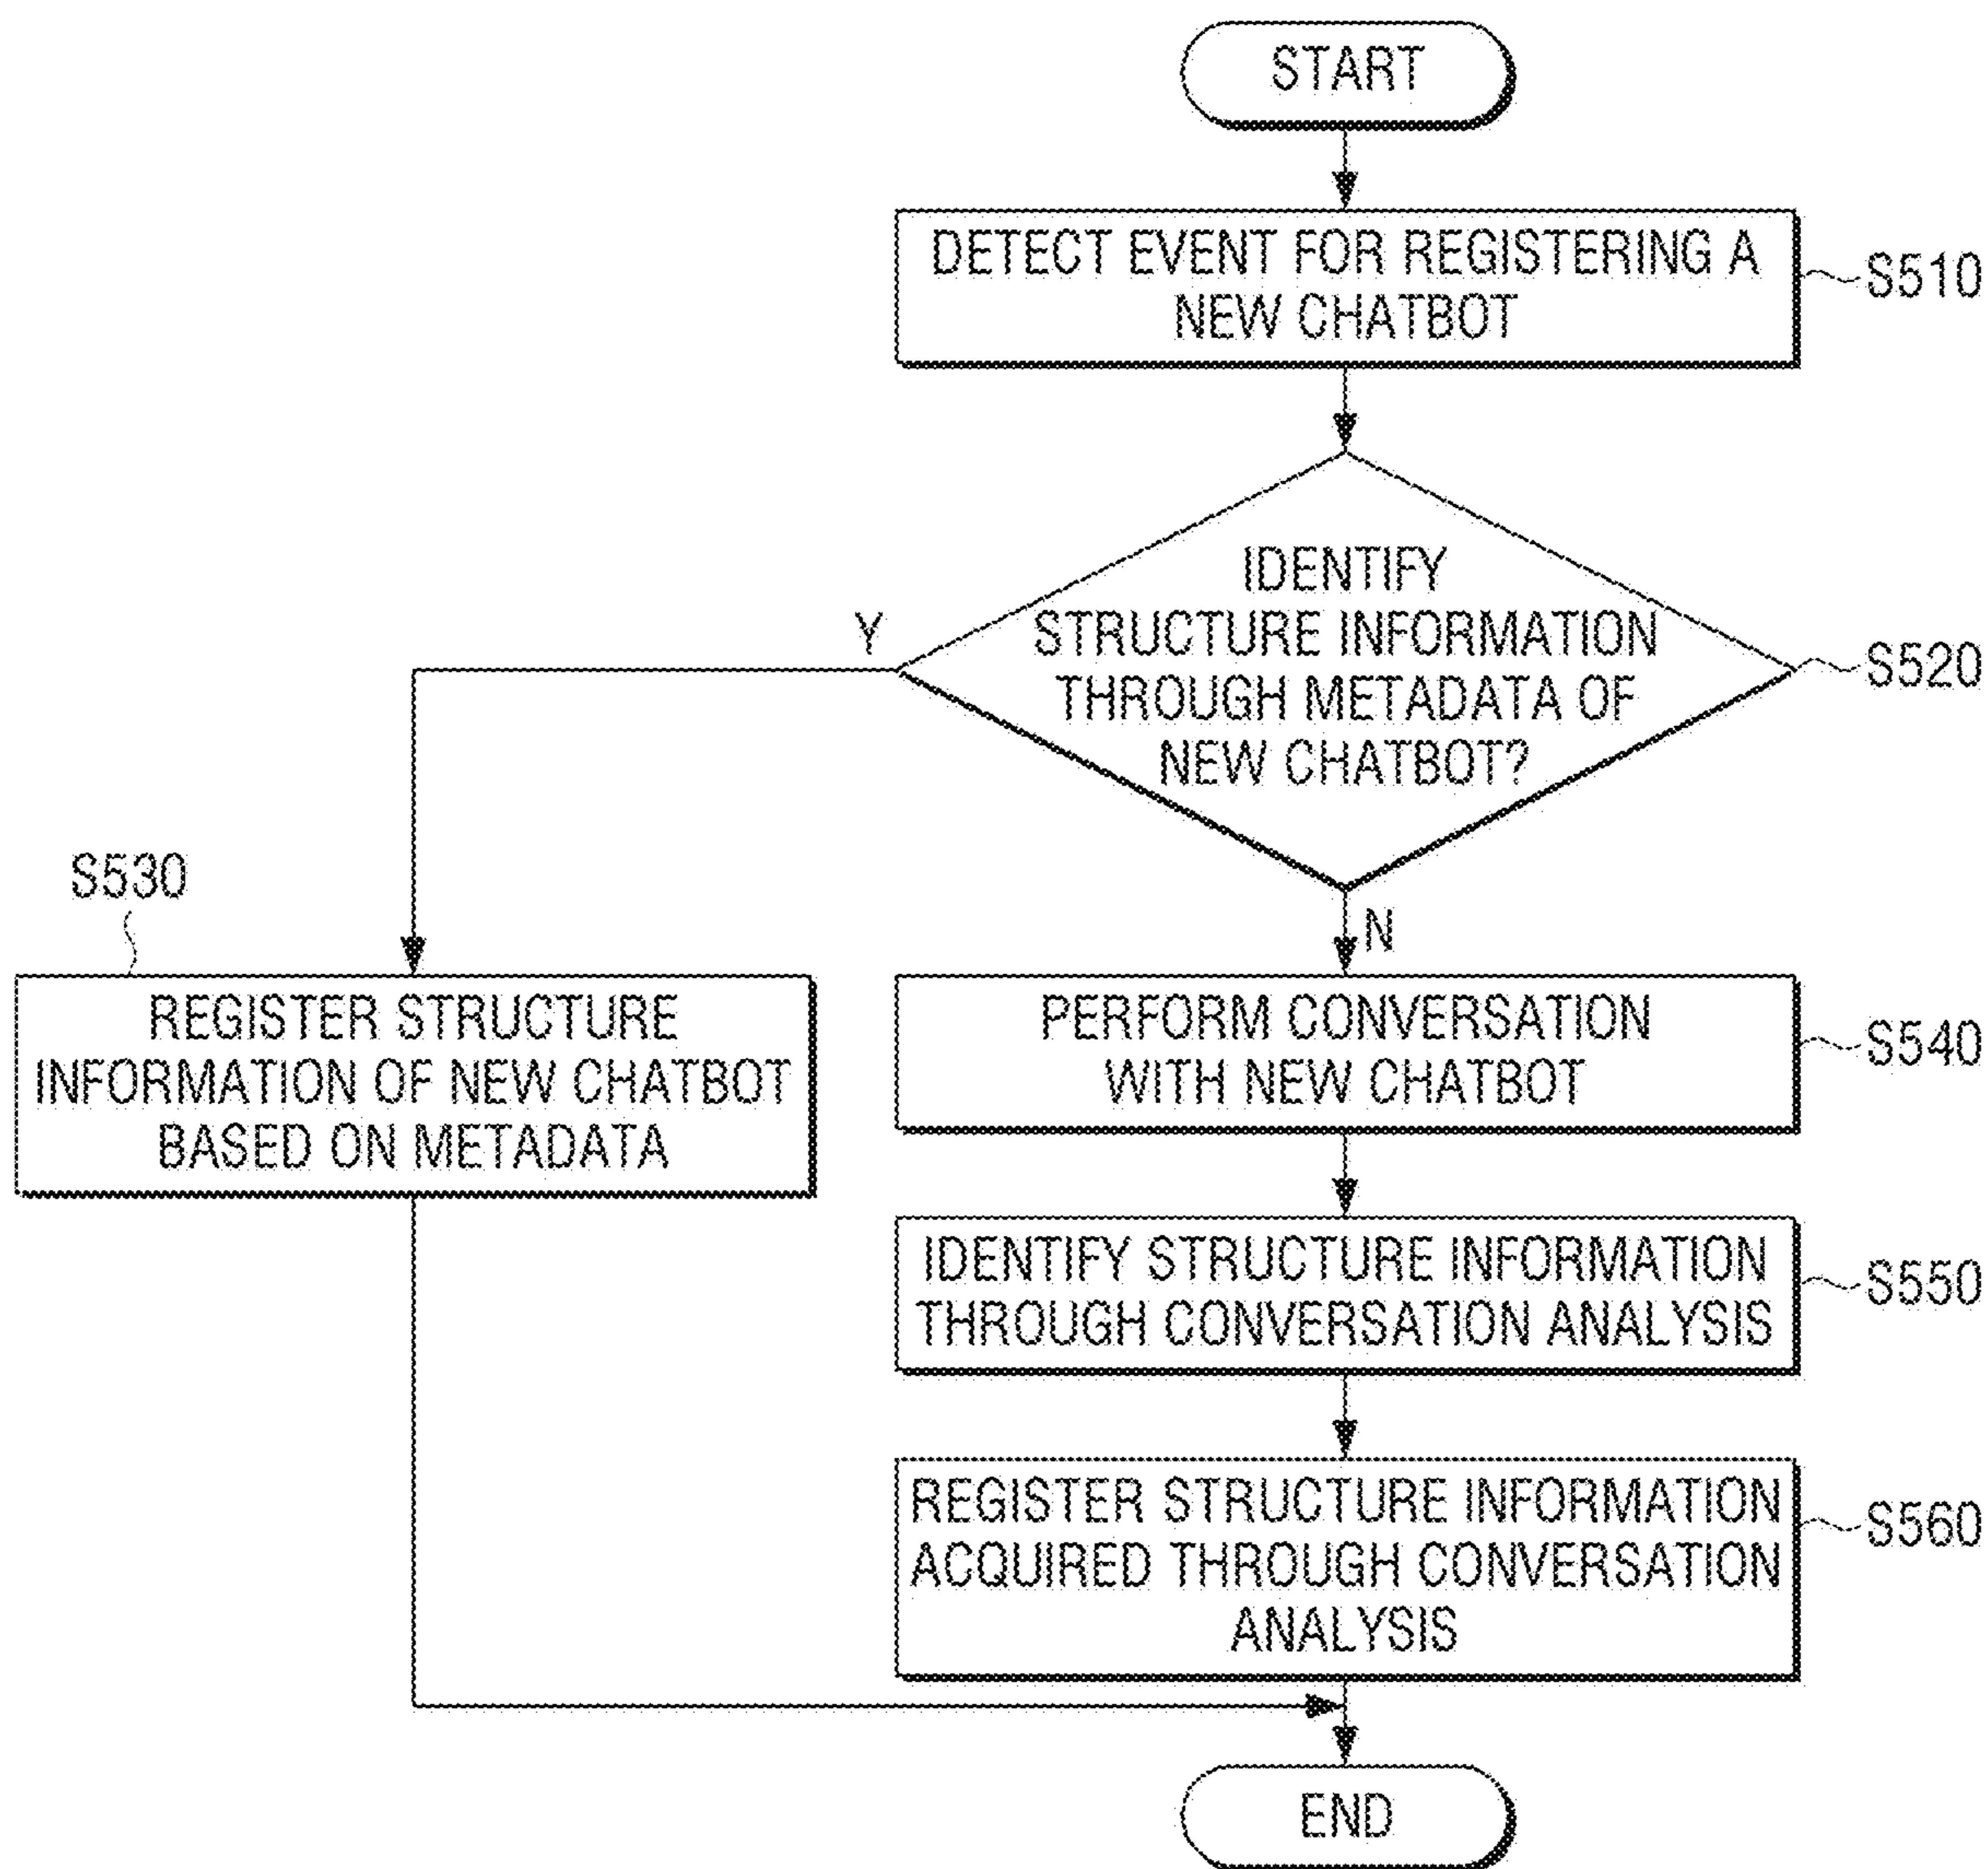 START
DETECT EVENT FOR REGISTERING A
NEW CHATBOT
S510
IDENTIFY
STRUCTURE INFORMATION
THROUGH METADATA OF
NEW CHATBOT?
S520
Y
N
S530
REGISTER STRUCTURE
INFORMATION OF NEW CHATBOT
BASED ON METADATA
PERFORM CONVERSATION
WITH NEW CHATBOT
S540
IDENTIFY STRUCTURE INFORMATION
THROUGH CONVERSATION ANALYSIS
S550
REGISTER STRUCTURE INFORMATION
ACQUIRED THROUGH CONVERSATION
ANALYSIS
S560
END